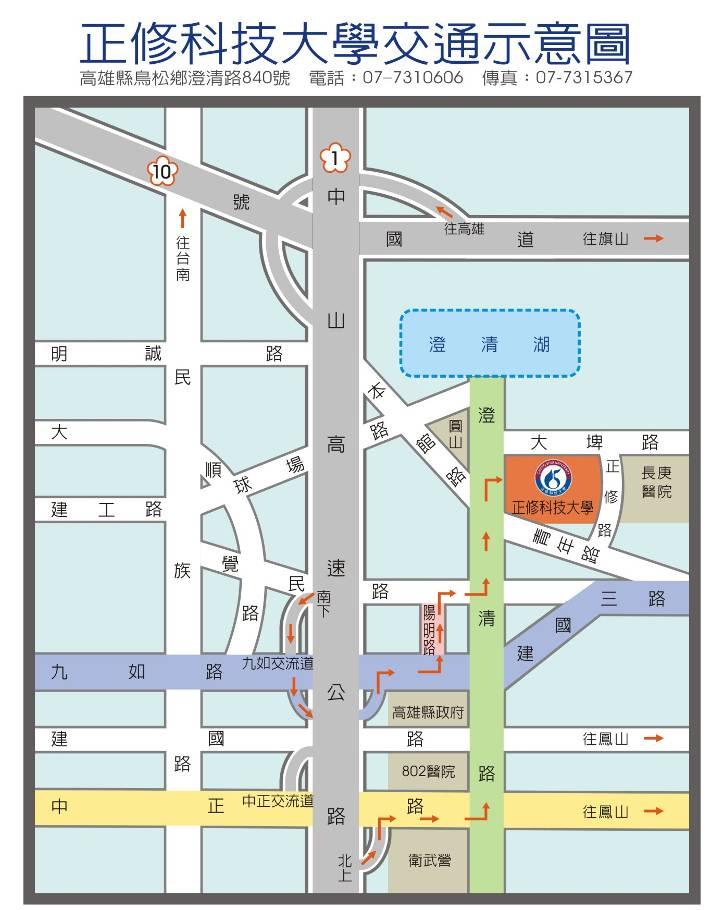 正修科技大學交通示意圖
高雄縣鳥松鄉澄清路840號 電話：07-7310606 傳真：07-7315367
1
10
中山高速公路
號
國道
往高雄
往旗山
往台南
澄清湖
明誠路
民族路
本館路
澄清路
大
順
路
圓山
大埤路
球場路
正修路
長庚醫院
正修科技大學
建工路
青年路
覺民路
南下
陽明路
建國三路
九如路
九如交流道
高雄縣政府
建國路
往鳳山
802醫院
中正路
中正交流道
往鳳山
北上
衛武營